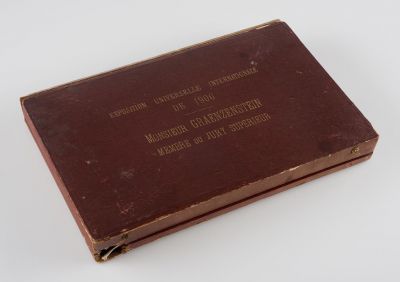 EXPOSITION UNIVERSELLE INTERNATIONALE
DE 1900
MONSIEUR GRAENZENSTEIN
MEMBRE DU JURY SUPÉRIEUR